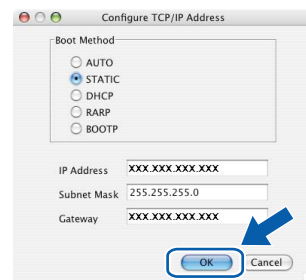 Configure TCP/IP Address
Boot Method
AUTO
STATIC
DHCP
RARP
BOOTP
IP Address XXX.XXX.XXX.XXX
Subnet Mask 255.255.255.0
Gateway XXX.XXX.XXX.XXX
OK Cancel